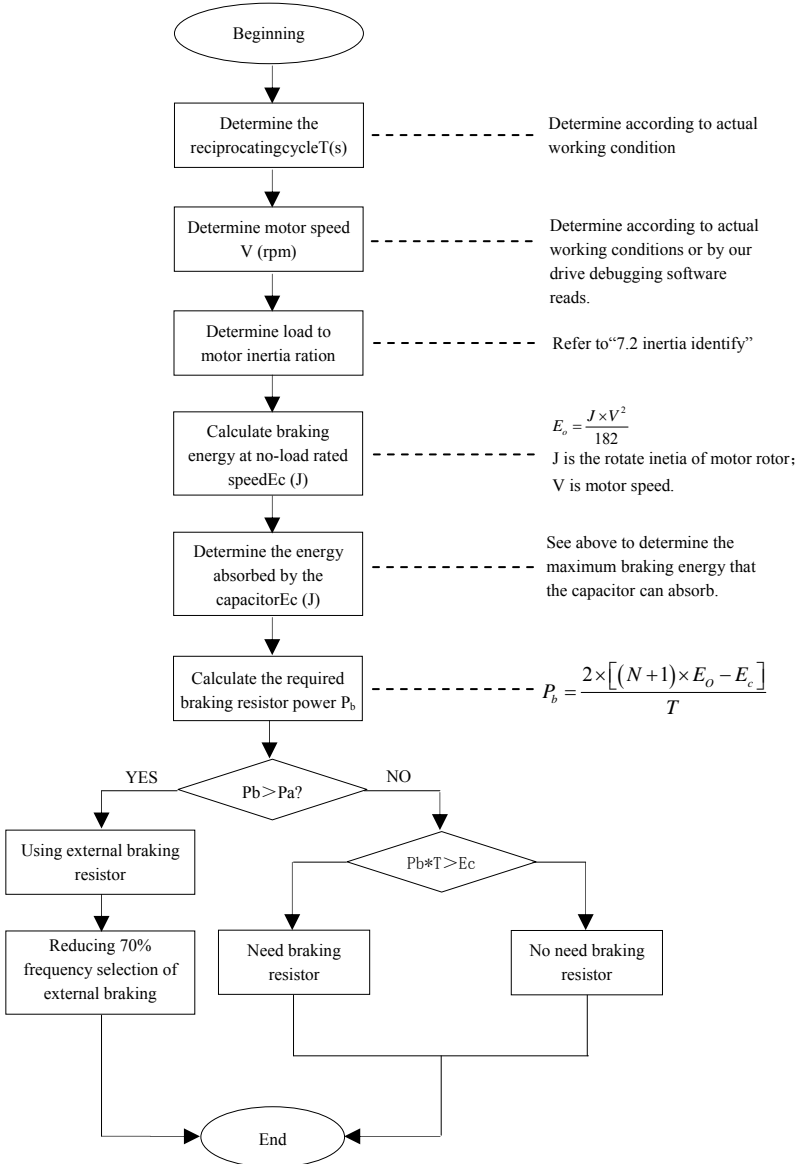 Beginning
Determine the
reciprocatingcycleT(s)
Determine according to actual
working condition
Determine motor speed
V (rpm)
Determine according to actual
working conditions or by our
drive debugging software
reads.
Determine load to
motor inertia ration
Refer to“7.2 inertia identify”
Calculate braking
energy at no-load rated
speedEc (J)
E_o = \frac{J \times V^2}{182}
J is the rotate inetia of motor rotor；
V is motor speed.
Determine the energy
absorbed by the
capacitorEc (J)
See above to determine the
maximum braking energy that
the capacitor can absorb.
Calculate the required
braking resistor power P_b
P_b = \frac{2 \times [(N+1) \times E_O - E_c]}{T}
Pb＞Pa?
YES
NO
Using external braking
resistor
Pb*T＞Ec
Reducing 70%
frequency selection of
external braking
Need braking
resistor
No need braking
resistor
End